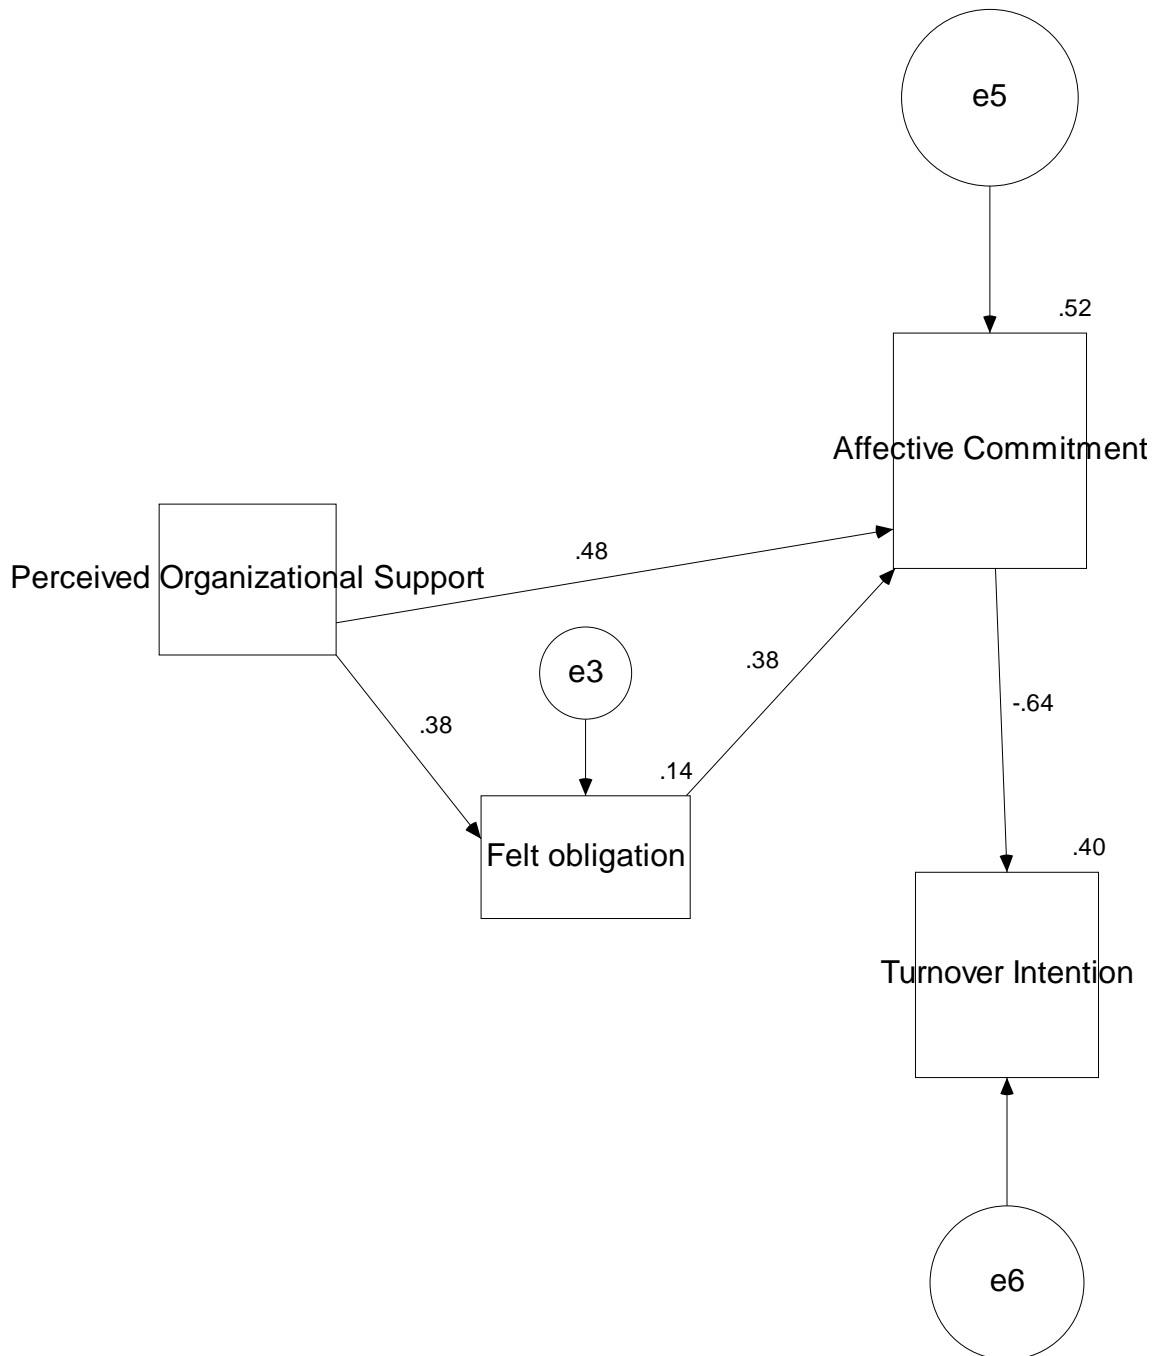 e5
.52
Affective Commitment
.48
Perceived Organizational Support
e3
.38
.38
-.64
.14
Felt obligation
.40
Turnover Intention
e6